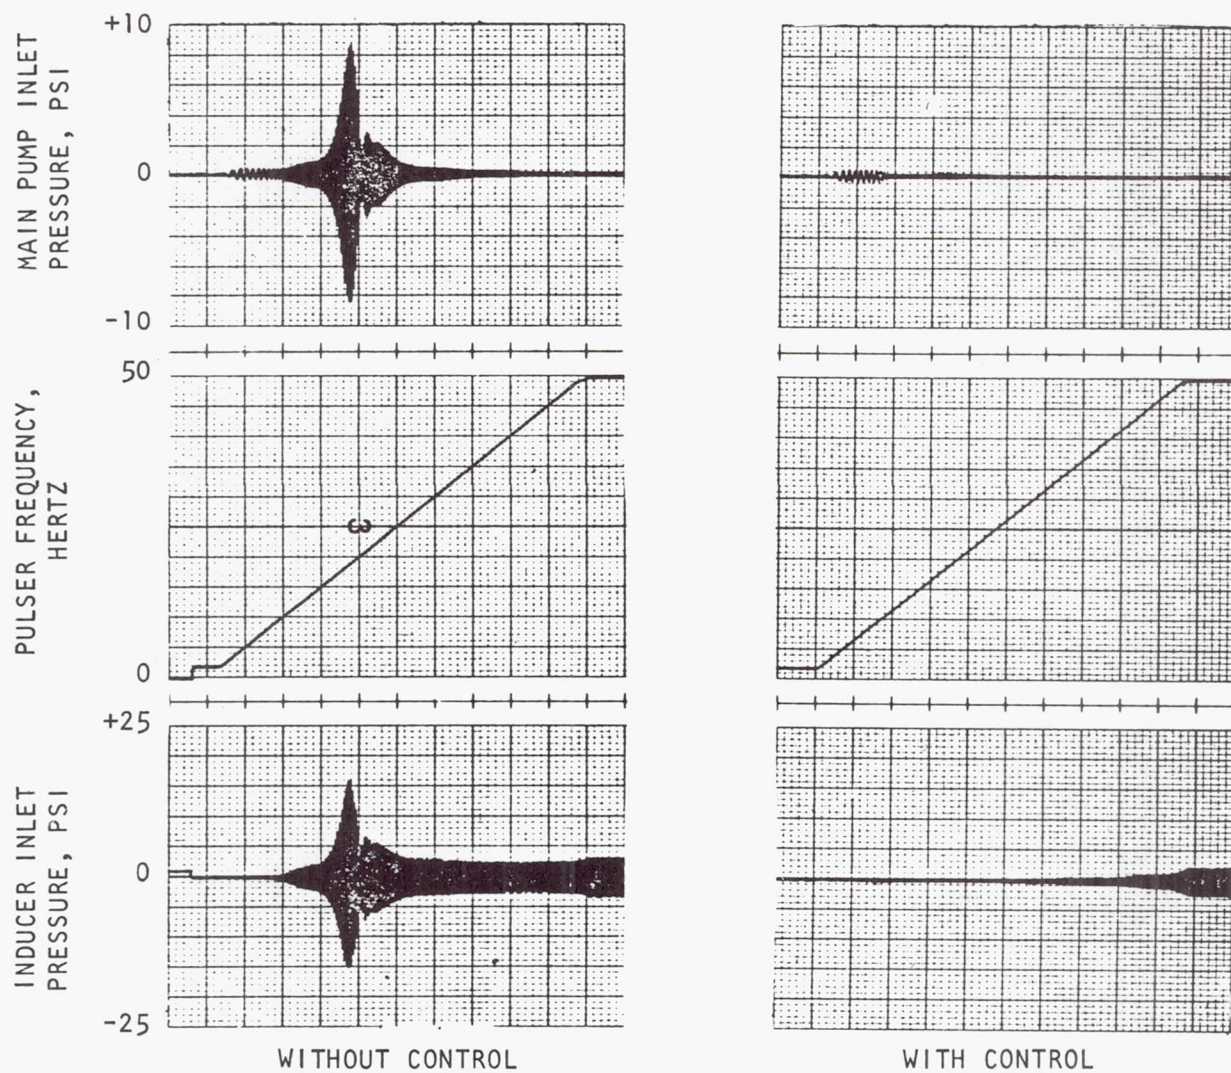 MAIN PUMP INLET
PRESSURE, PSI
+10
0
-10
PULSER FREQUENCY,
HERTZ
50
3
0
INDUCER INLET
PRESSURE, PSI
+25
0
-25
WITHOUT CONTROL
WITH CONTROL